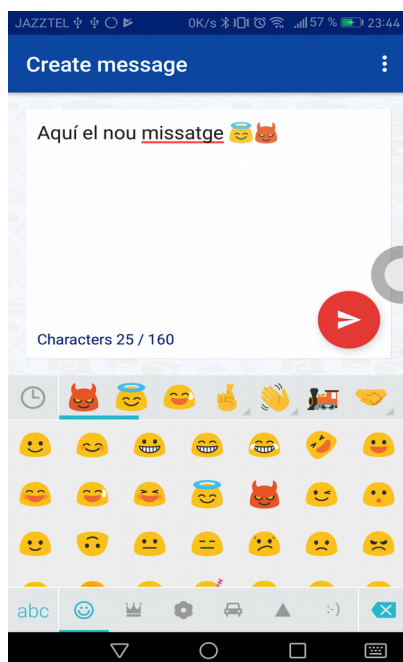 JAZZTEL 0K/s 57 % 23:44
Create message
Aquí el nou missatge 😇😈
Characters 25 / 160
abc :-)